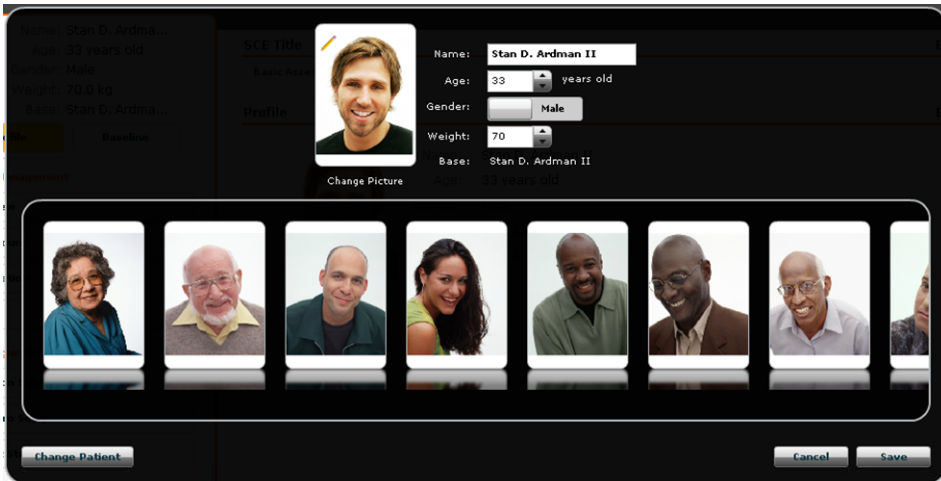 Name: Stan D. Ardma...
Age: 33 years old
Gender: Male
Weight: 70.0 kg
Base: Stan D. Ardma...
Baseline
SCE Title
Basic Asse
Profile
Name: Stan D. Ardman II
Age: 33 years old
Gender: Male
Weight: 70
Base: Stan D. Ardman II
Change Picture
Age: 33 years old
Change Patient
Cancel
Save